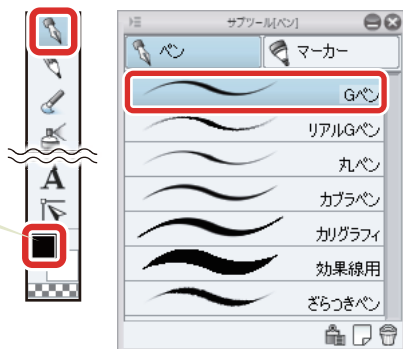 サブツール[ペン]
ペン
マーカー
Gペン
リアルGペン
丸ペン
カブラペン
カリグラフィ
効果線用
ざらつきペン
A